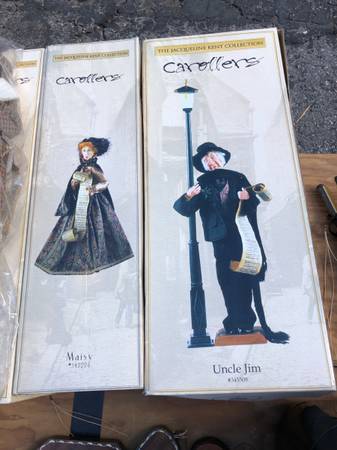 THE JACQUELINE KENT COLLECTION
Carollers
Maisy
THE JACQUELINE KENT COLLECTION
Carollers
Uncle Jim